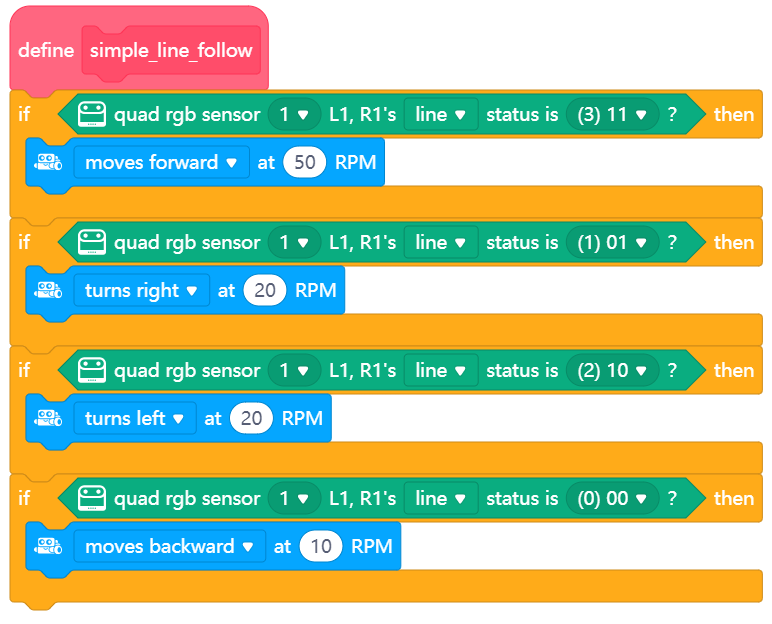 define simple_line_follow
if quad rgb sensor 1 L1, R1's line status is (3) 11 ? then
moves forward at 50 RPM
if quad rgb sensor 1 L1, R1's line status is (1) 01 ? then
turns right at 20 RPM
if quad rgb sensor 1 L1, R1's line status is (2) 10 ? then
turns left at 20 RPM
if quad rgb sensor 1 L1, R1's line status is (0) 00 ? then
moves backward at 10 RPM